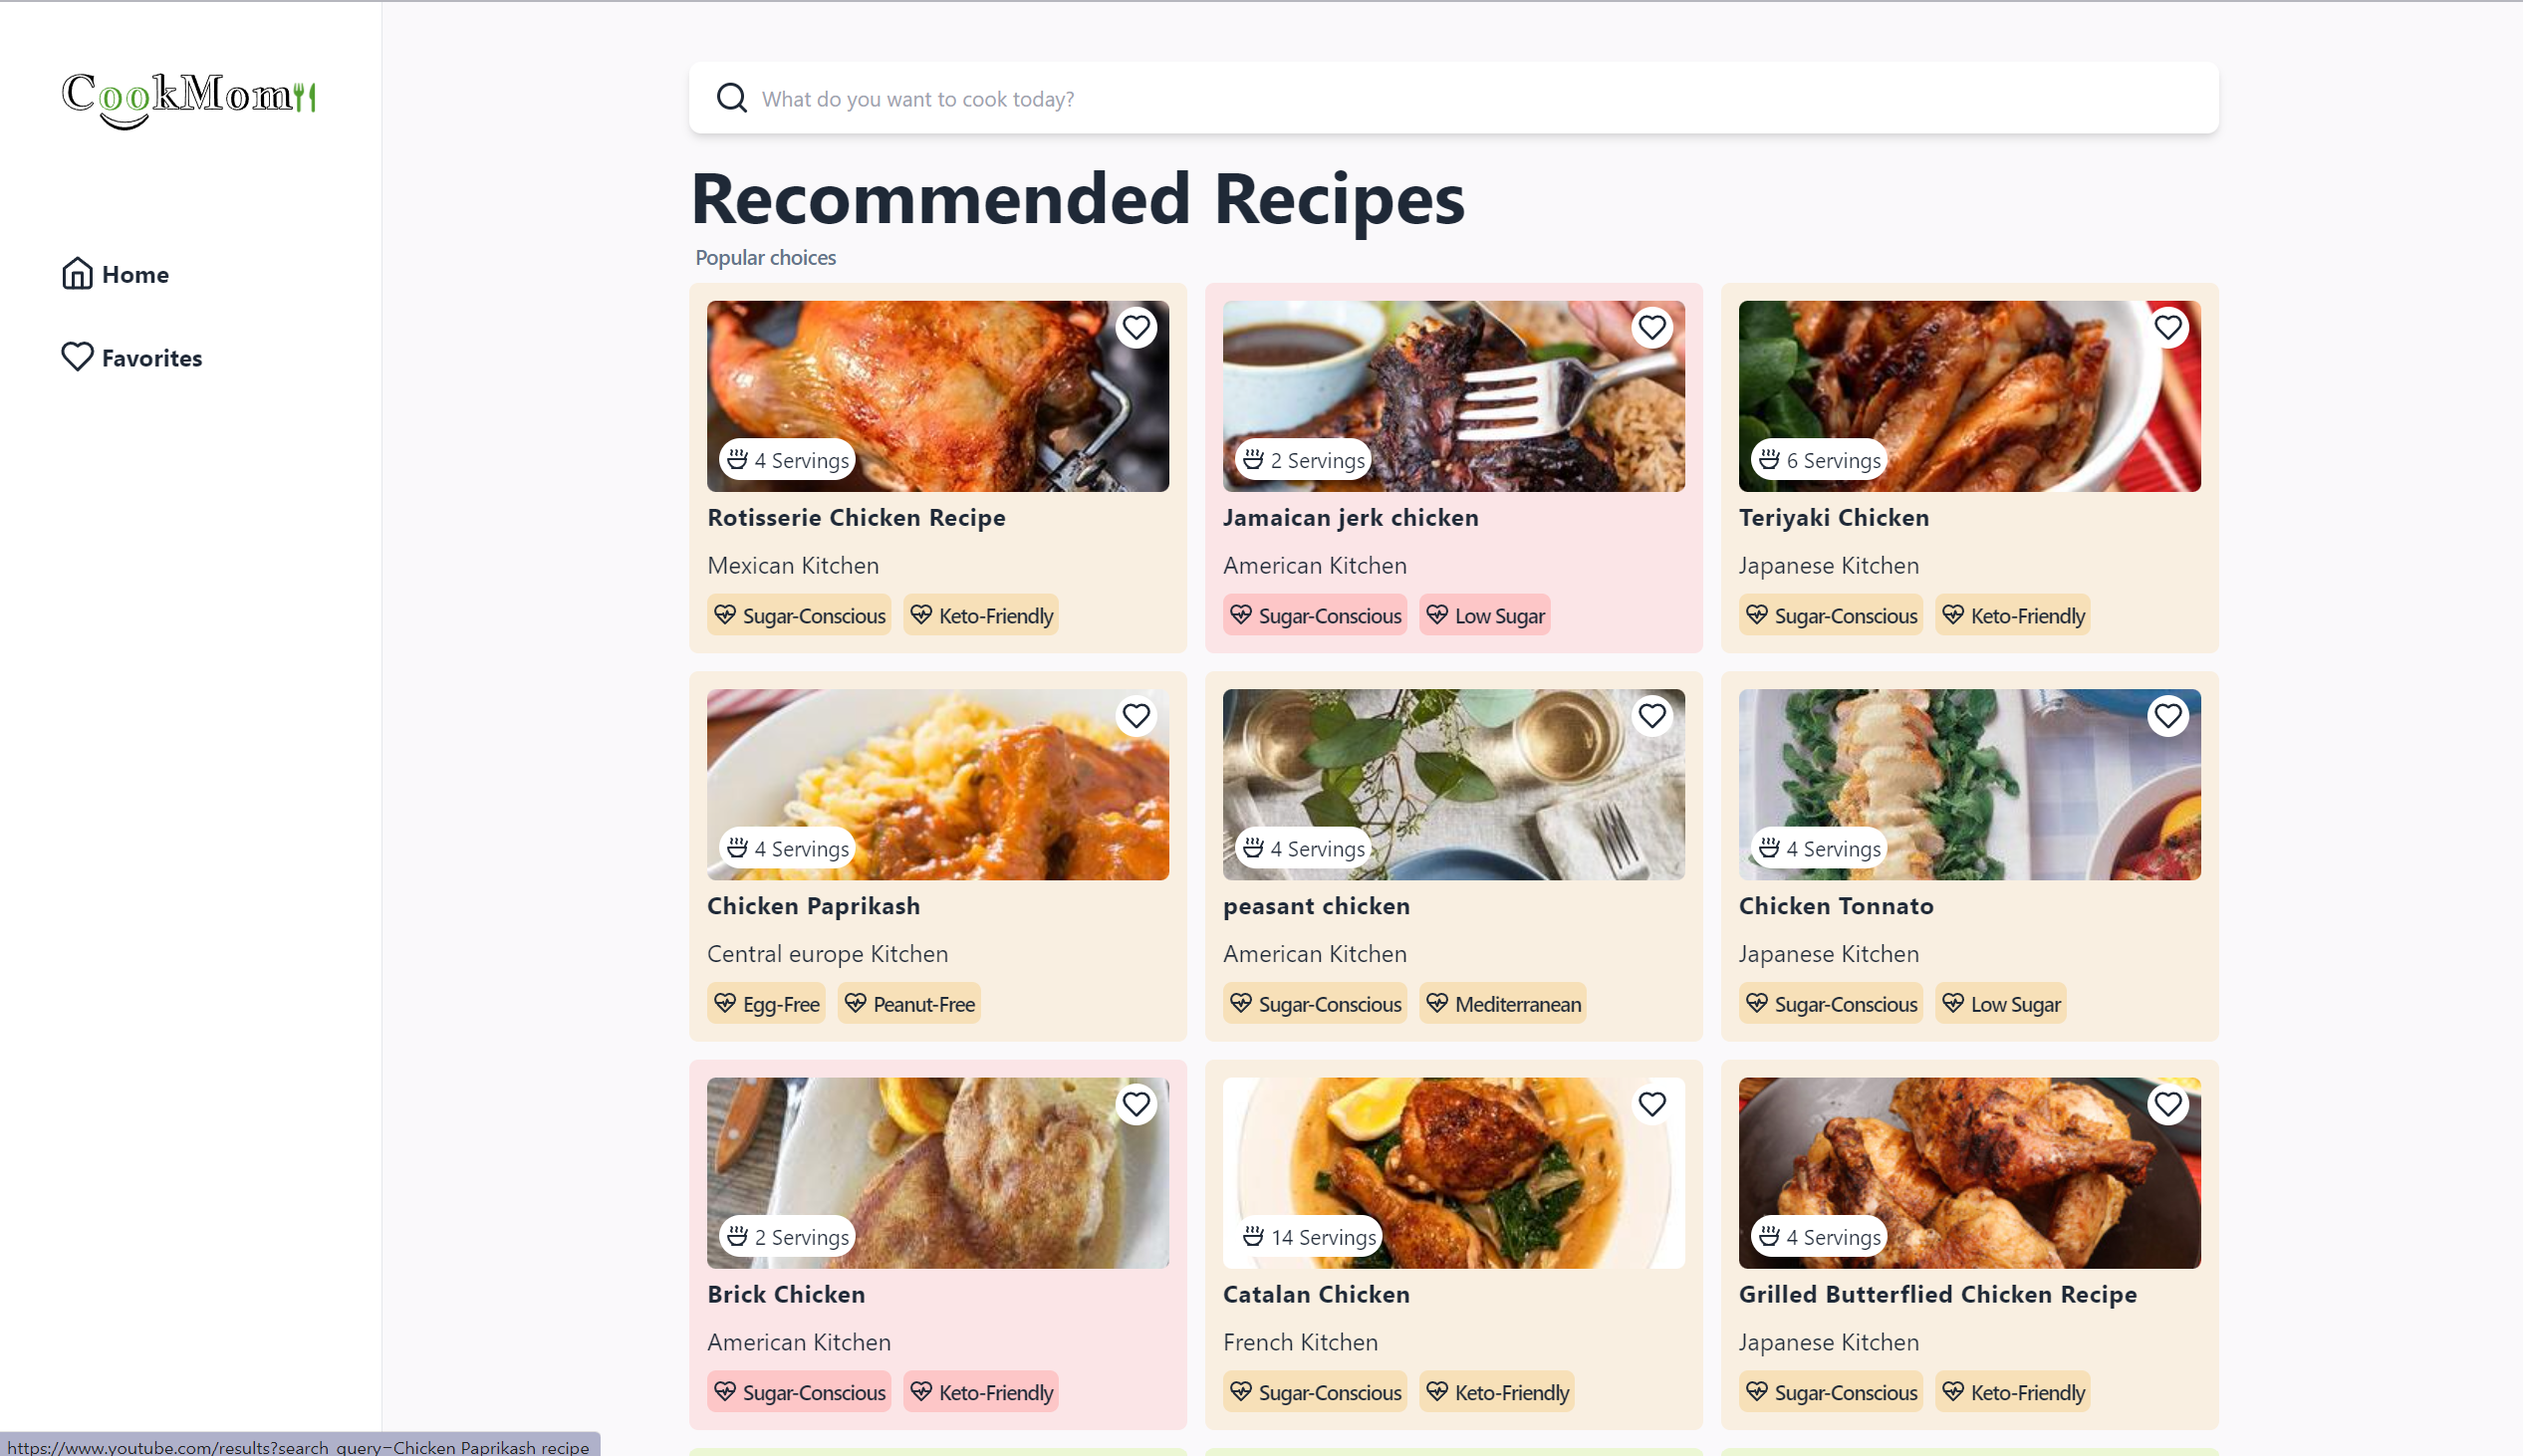 CookMom
What do you want to cook today?
Recommended Recipes
Popular choices
Home
Favorites
4 Servings
Rotisserie Chicken Recipe
Mexican Kitchen
Sugar-Conscious Keto-Friendly
2 Servings
Jamaican jerk chicken
American Kitchen
Sugar-Conscious Low Sugar
6 Servings
Teriyaki Chicken
Japanese Kitchen
Sugar-Conscious Keto-Friendly
4 Servings
Chicken Paprikash
Central europe Kitchen
Egg-Free Peanut-Free
4 Servings
peasant chicken
American Kitchen
Sugar-Conscious Mediterranean
4 Servings
Chicken Tonnato
Japanese Kitchen
Sugar-Conscious Low Sugar
2 Servings
Brick Chicken
American Kitchen
Sugar-Conscious Keto-Friendly
14 Servings
Catalan Chicken
French Kitchen
Sugar-Conscious Keto-Friendly
4 Servings
Grilled Butterflied Chicken Recipe
Japanese Kitchen
Sugar-Conscious Keto-Friendly
https://www.youtube.com/results?search_query=Chicken Paprikash recipe